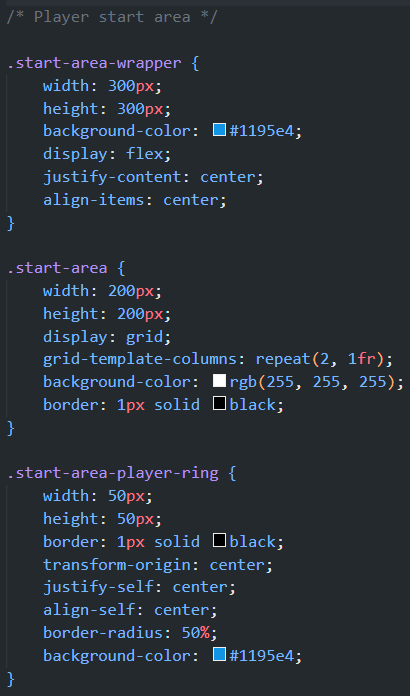 /* Player start area */
.start-area-wrapper {
width: 300px;
height: 300px;
background-color: #1195e4;
display: flex;
justify-content: center;
align-items: center;
}
.start-area {
width: 200px;
height: 200px;
display: grid;
grid-template-columns: repeat(2, 1fr);
background-color: rgb(255, 255, 255);
border: 1px solid black;
}
.start-area-player-ring {
width: 50px;
height: 50px;
border: 1px solid black;
transform-origin: center;
justify-self: center;
align-self: center;
border-radius: 50%;
background-color: #1195e4;
}